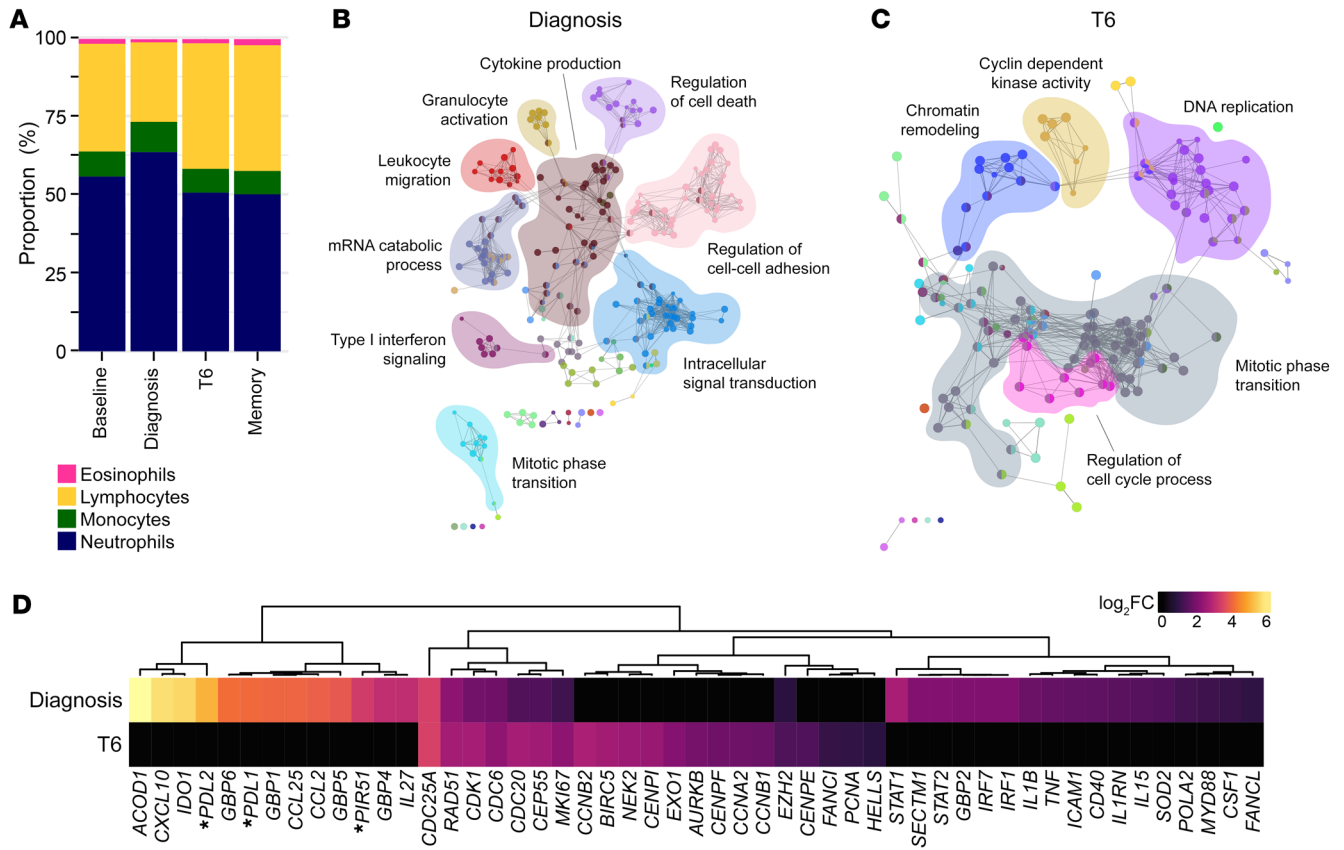 A
100
75
50
25
0
Proportion (%)
Baseline
Diagnosis
T6
Memory
Eosinophils
Lymphocytes
Monocytes
Neutrophils
B
Diagnosis
Cytokine production
Regulation
of cell death
Granulocyte
activation
Leukocyte
migration
mRNA catabolic
process
Regulation of
cell-cell adhesion
Type I interferon
signaling
Intracellular
signal transduction
Mitotic phase
transition
C
T6
Cyclin dependent
kinase activity
Chromatin
remodeling
DNA replication
Mitotic phase
transition
Regulation of
cell cycle process
D
log₂FC
0 2 4 6
Diagnosis
T6
ACOD1
CXCL10
IDO1
*PDL2
GBP6
*PDL1
GBP1
CCL25
CCL2
GBP5
*PIR51
GBP4
IL27
CDC25A
RAD51
CDK1
CDC6
CDC20
CEP55
MKI67
CCNB2
BIRC5
NEK2
CENPI
EXO1
AURKB
CENPF
CCNA2
CCNB1
EZH2
CENPE
FANCI
PCNA
HELLS
STAT1
SECTM1
STAT2
GBP2
IRF7
IRF1
IL1B
TNF
ICAM1
CD40
IL1RN
IL15
SOD2
POLA2
MYD88
CSF1
FANCL